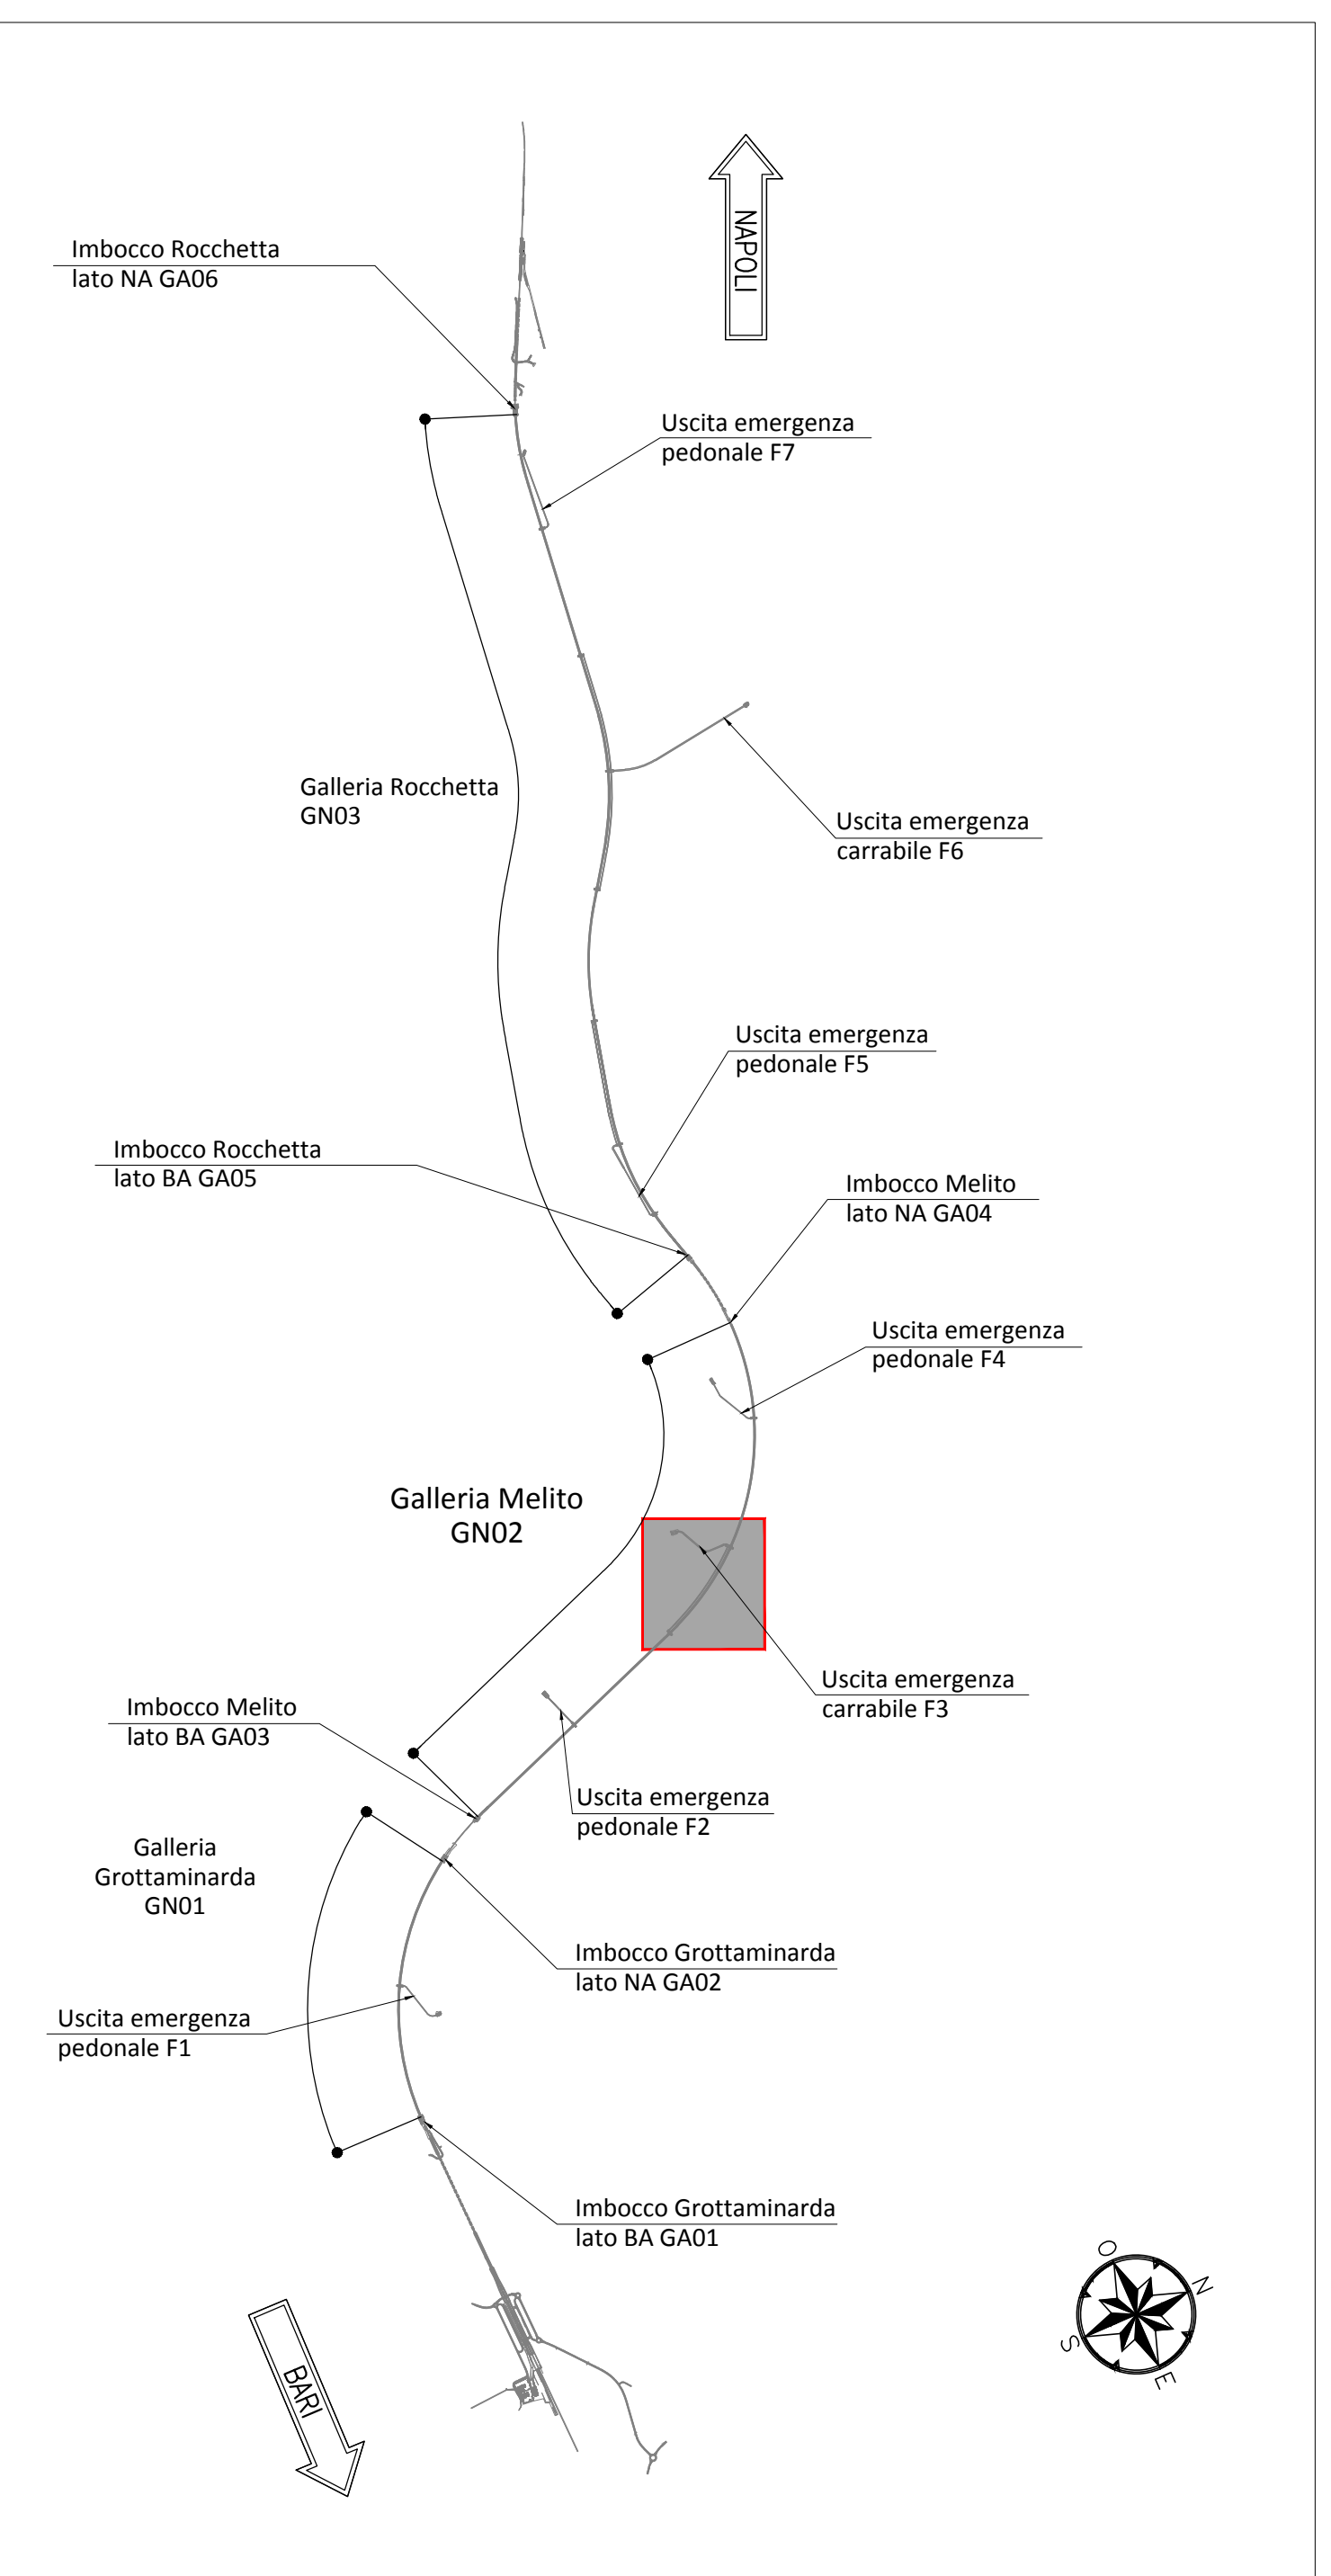 NAPOLI
Imbocco Rocchetta
lato NA GA06
Uscita emergenza
pedonale F7
Galleria Rocchetta
GN03
Uscita emergenza
carrabile F6
Uscita emergenza
pedonale F5
Imbocco Rocchetta
lato BA GA05
Imbocco Melito
lato NA GA04
Uscita emergenza
pedonale F4
Galleria Melito
GN02
Uscita emergenza
carrabile F3
Imbocco Melito
lato BA GA03
Uscita emergenza
pedonale F2
Galleria
Grottaminarda
GN01
Imbocco Grottaminarda
lato NA GA02
Uscita emergenza
pedonale F1
Imbocco Grottaminarda
lato BA GA01
BARI
O
N
S
E